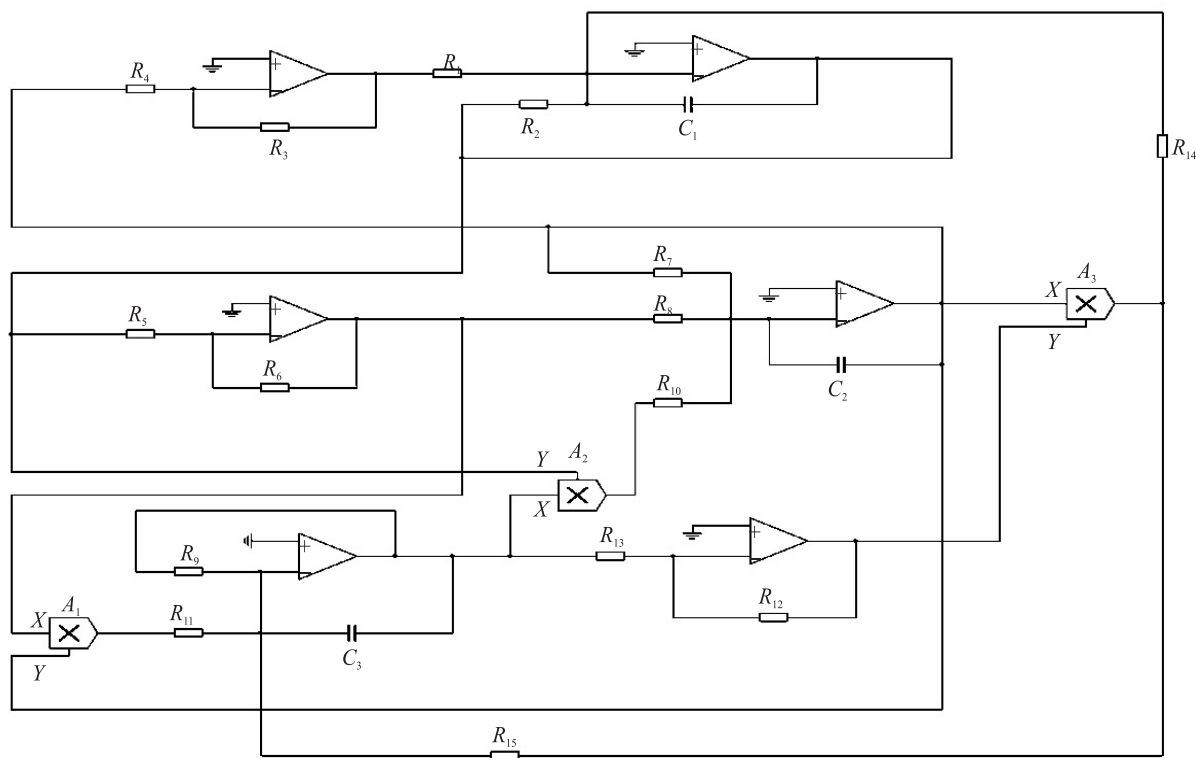 R4
R1
+
−
R3
R2
+
−
C1
R14
R7
R5
+
−
R6
R8
+
−
C2
X
A3
Y
R10
Y
A2
X
R9
+
−
R13
+
−
R12
X
A1
Y
R11
C3
R15